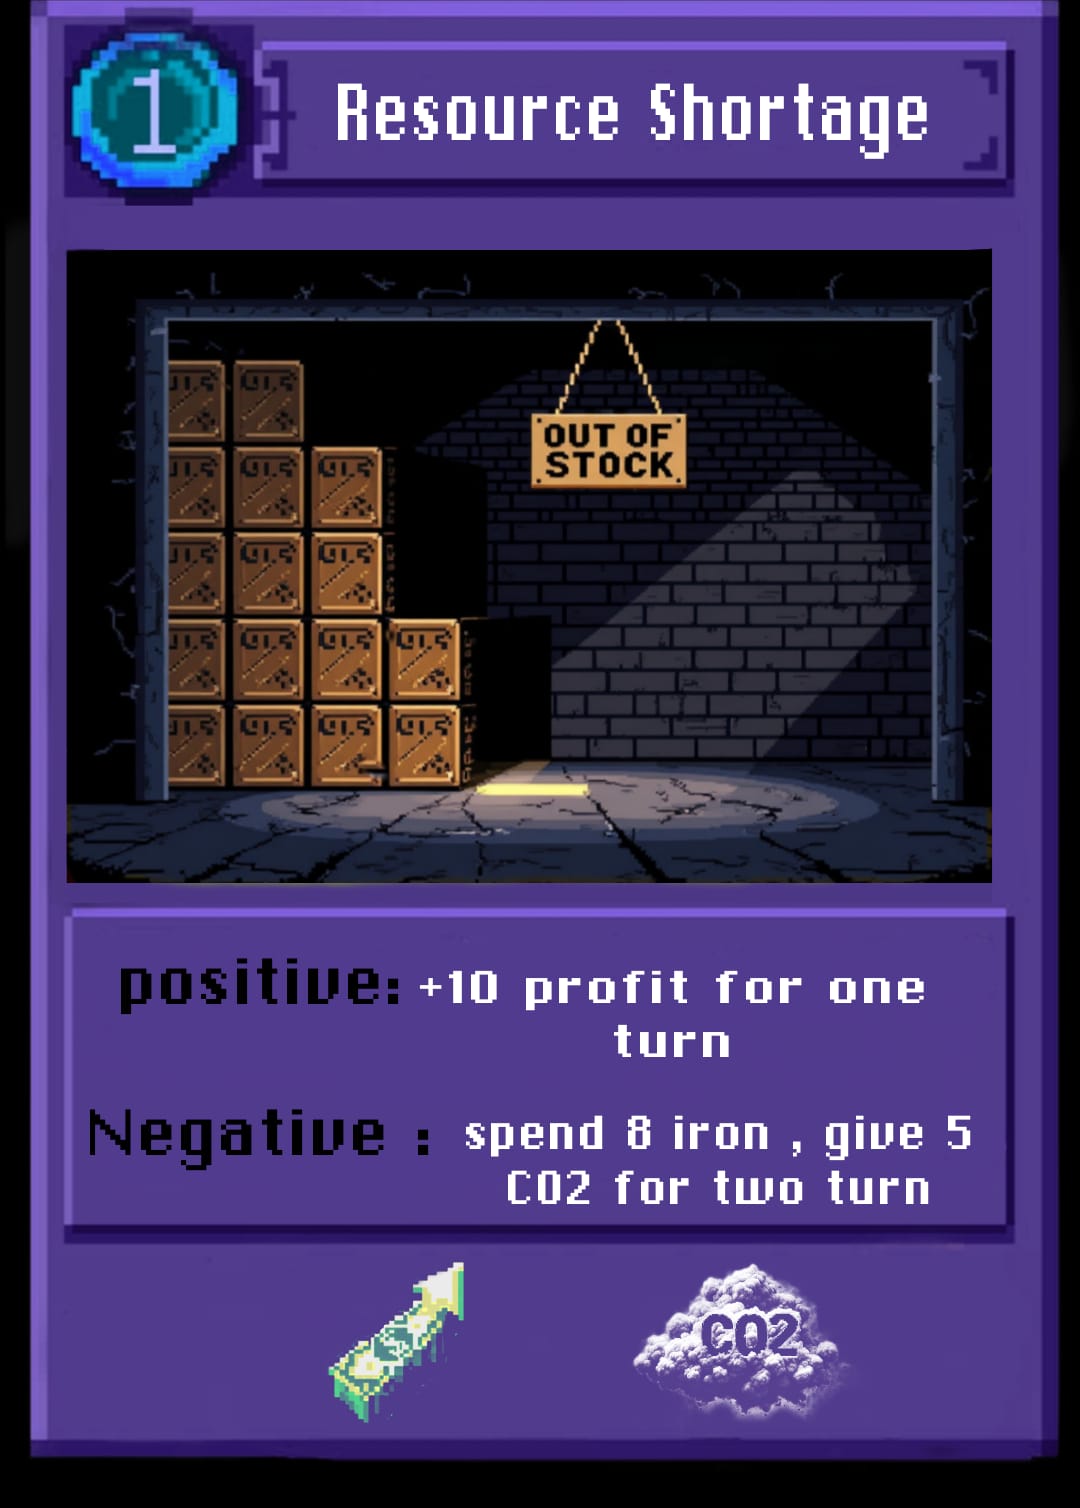 1
Resource Shortage
OUT OF
STOCK
positive: +10 profit for one
turn
Negative : spend 8 iron , give 5
CO2 for two turn
CO2